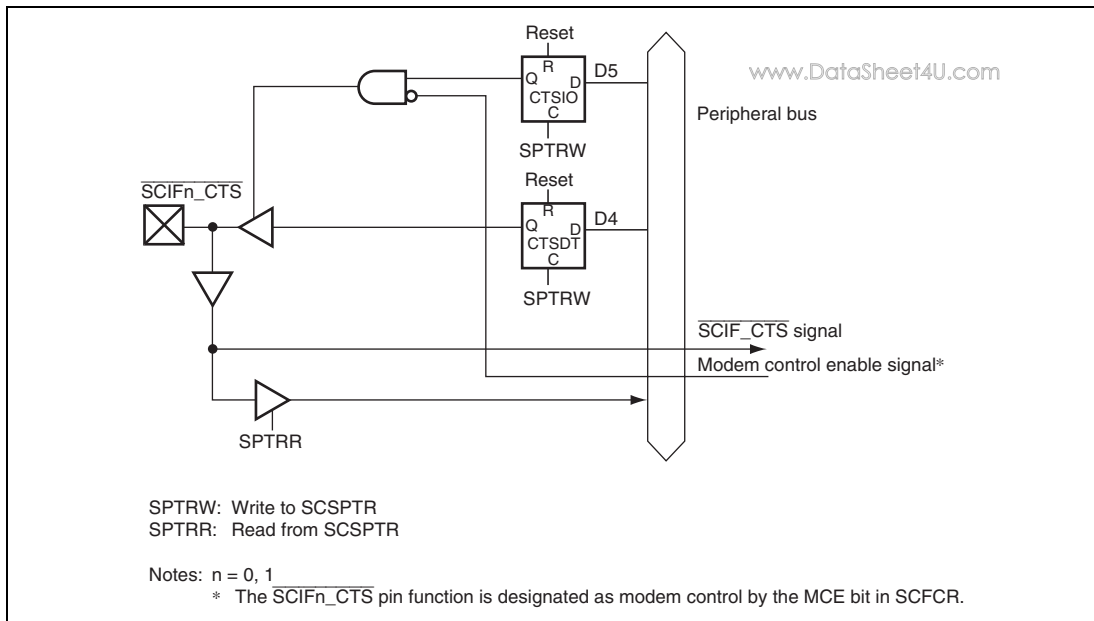 Reset
R
Q
D
D5
CTSIO
C
SPTRW
www.DataSheet4U.com
Peripheral bus
SCIFn_CTS
Reset
R
Q
D
D4
CTSDT
C
SPTRW
SCIF_CTS signal
Modem control enable signal*
SPTRR
SPTRW: Write to SCSPTR
SPTRR: Read from SCSPTR
Notes: n = 0, 1
* The SCIFn_CTS pin function is designated as modem control by the MCE bit in SCFCR.